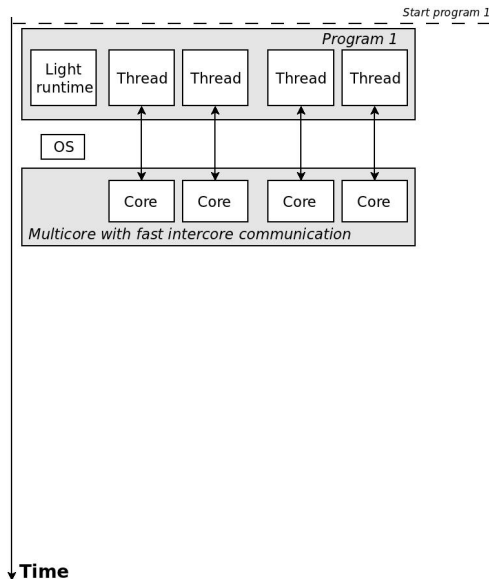 Start program 1
Program 1
Light
runtime
Thread
Thread
Thread
Thread
OS
Core
Core
Core
Core
Multicore with fast intercore communication
Time